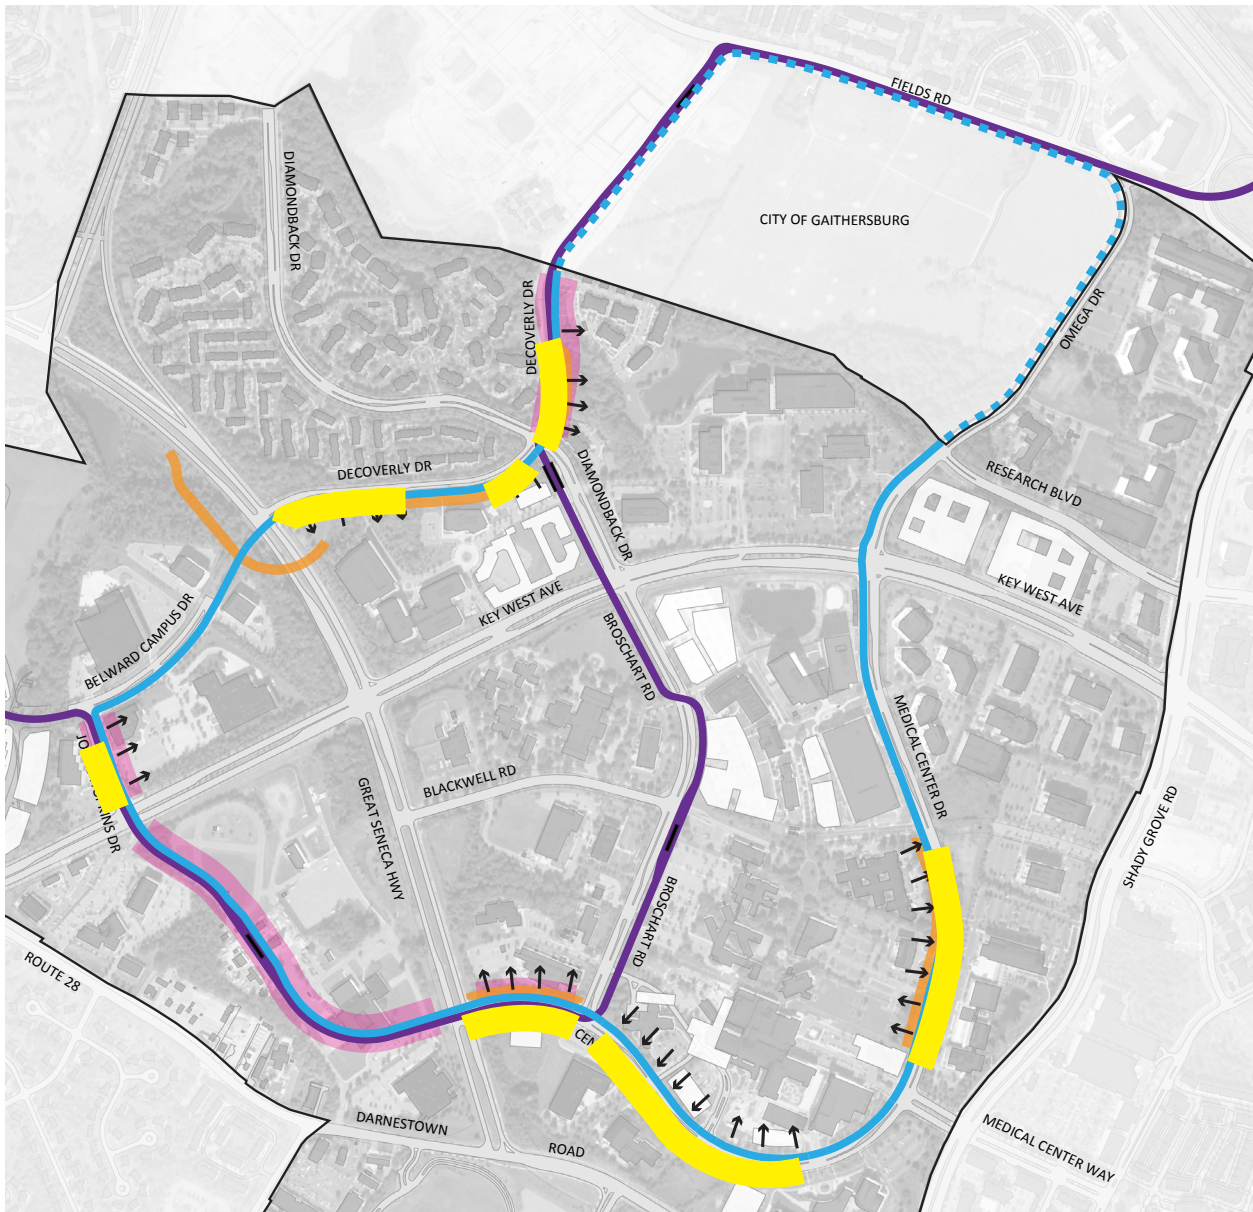 FIELDS RD
DIAMONDBACK DR
CITY OF GAITHERSBURG
DECOVERLY DR
OMEGA DR
DECOVERLY DR
DIAMONDBACK DR
RESEARCH BLVD
KEY WEST AVE
KEY WEST AVE
BELWARD CAMPUS DR
BROSCHART RD
MEDICAL CENTER DR
BLACKWELL RD
GREAT SENECA HWY
SHADY GROVE RD
DR
BROSCHART RD
ROUTE 28
DARNESTOWN
ROAD
MEDICAL CENTER WAY